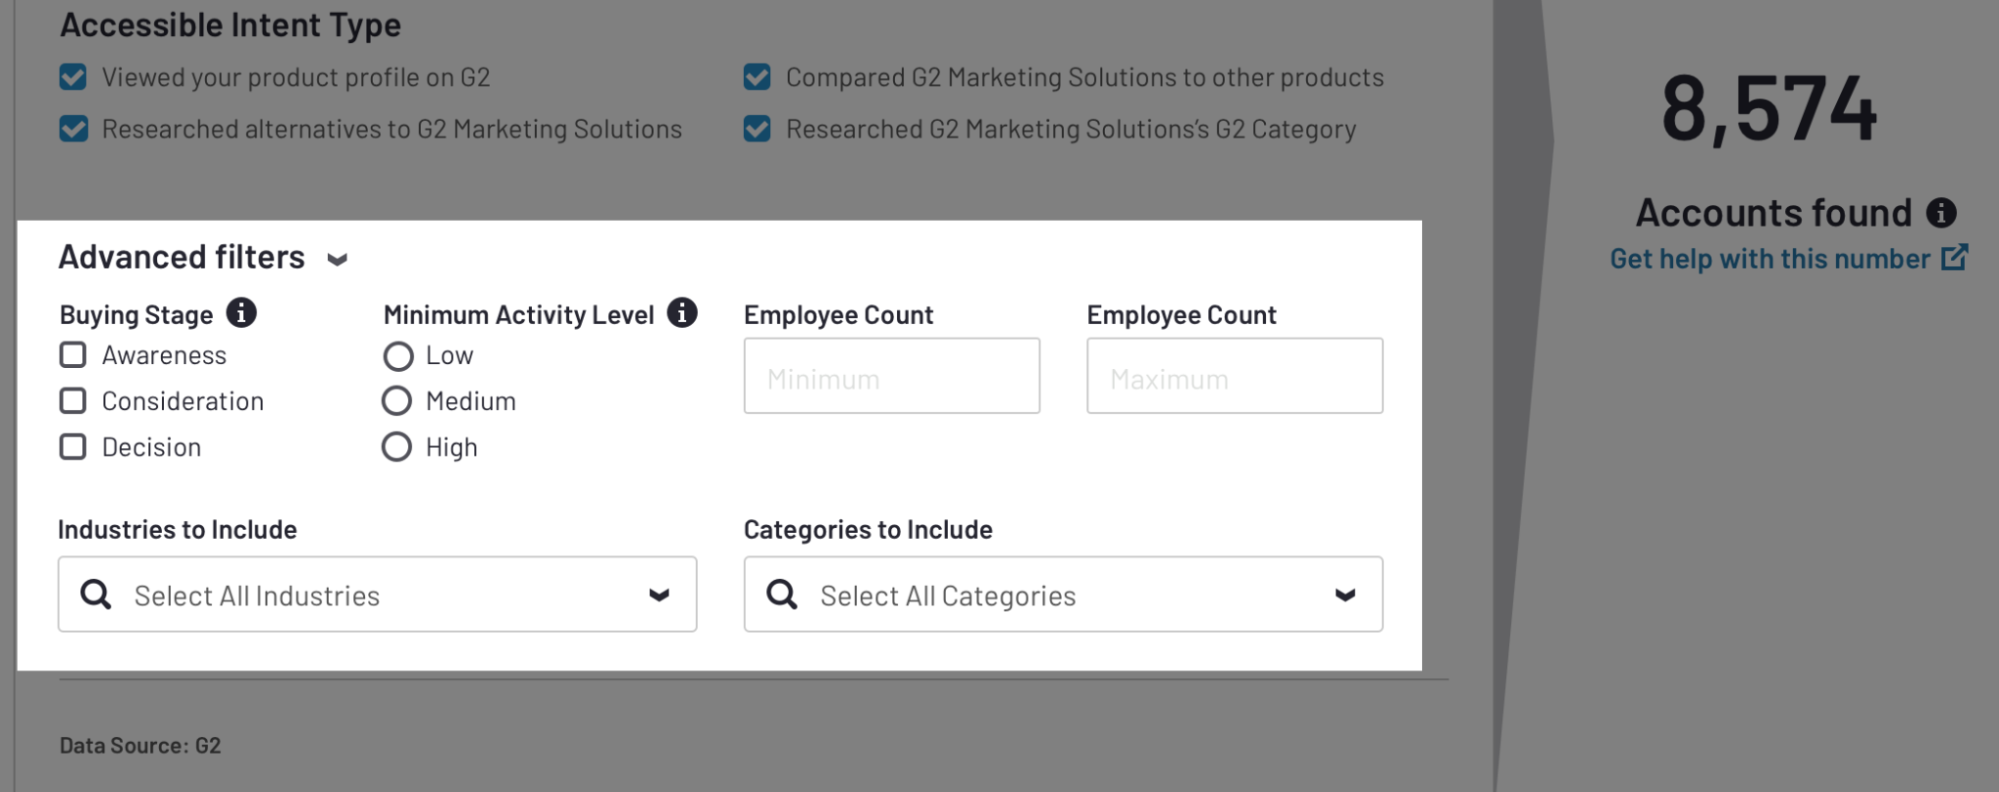 Accessible Intent Type
Viewed your product profile on G2
Compared G2 Marketing Solutions to other products
Researched alternatives to G2 Marketing Solutions
Researched G2 Marketing Solutions's G2 Category
8,574
Accounts found
Get help with this number
Advanced filters
Buying Stage
Awareness
Consideration
Decision
Minimum Activity Level
Low
Medium
High
Employee Count
Minimum
Employee Count
Maximum
Industries to Include
Select All Industries
Categories to Include
Select All Categories
Data Source: G2